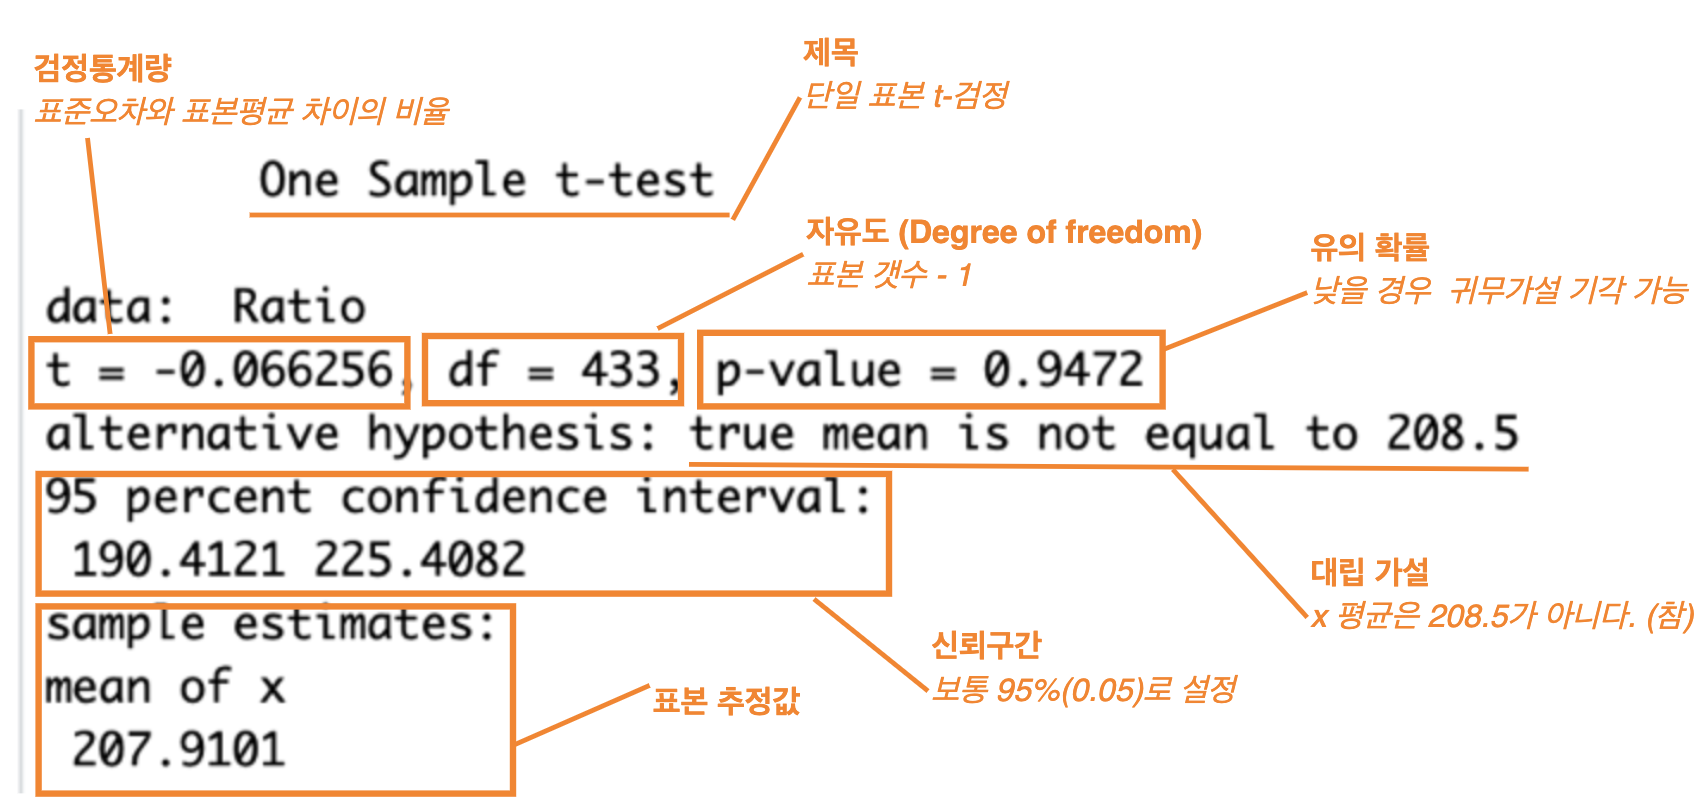 검정통계량
표준오차와 표본평균 차이의 비율
제목
단일 표본 t-검정
One Sample t-test
자유도 (Degree of freedom)
표본 갯수 - 1
유의 확률
낮을 경우 귀무가설 기각 가능
data: Ratio
t = -0.066256, df = 433, p-value = 0.9472
alternative hypothesis: true mean is not equal to 208.5
95 percent confidence interval:
190.4121 225.4082
대립 가설
x 평균은 208.5가 아니다. (참)
sample estimates:
mean of x
207.9101
신뢰구간
보통 95%(0.05)로 설정
표본 추정값